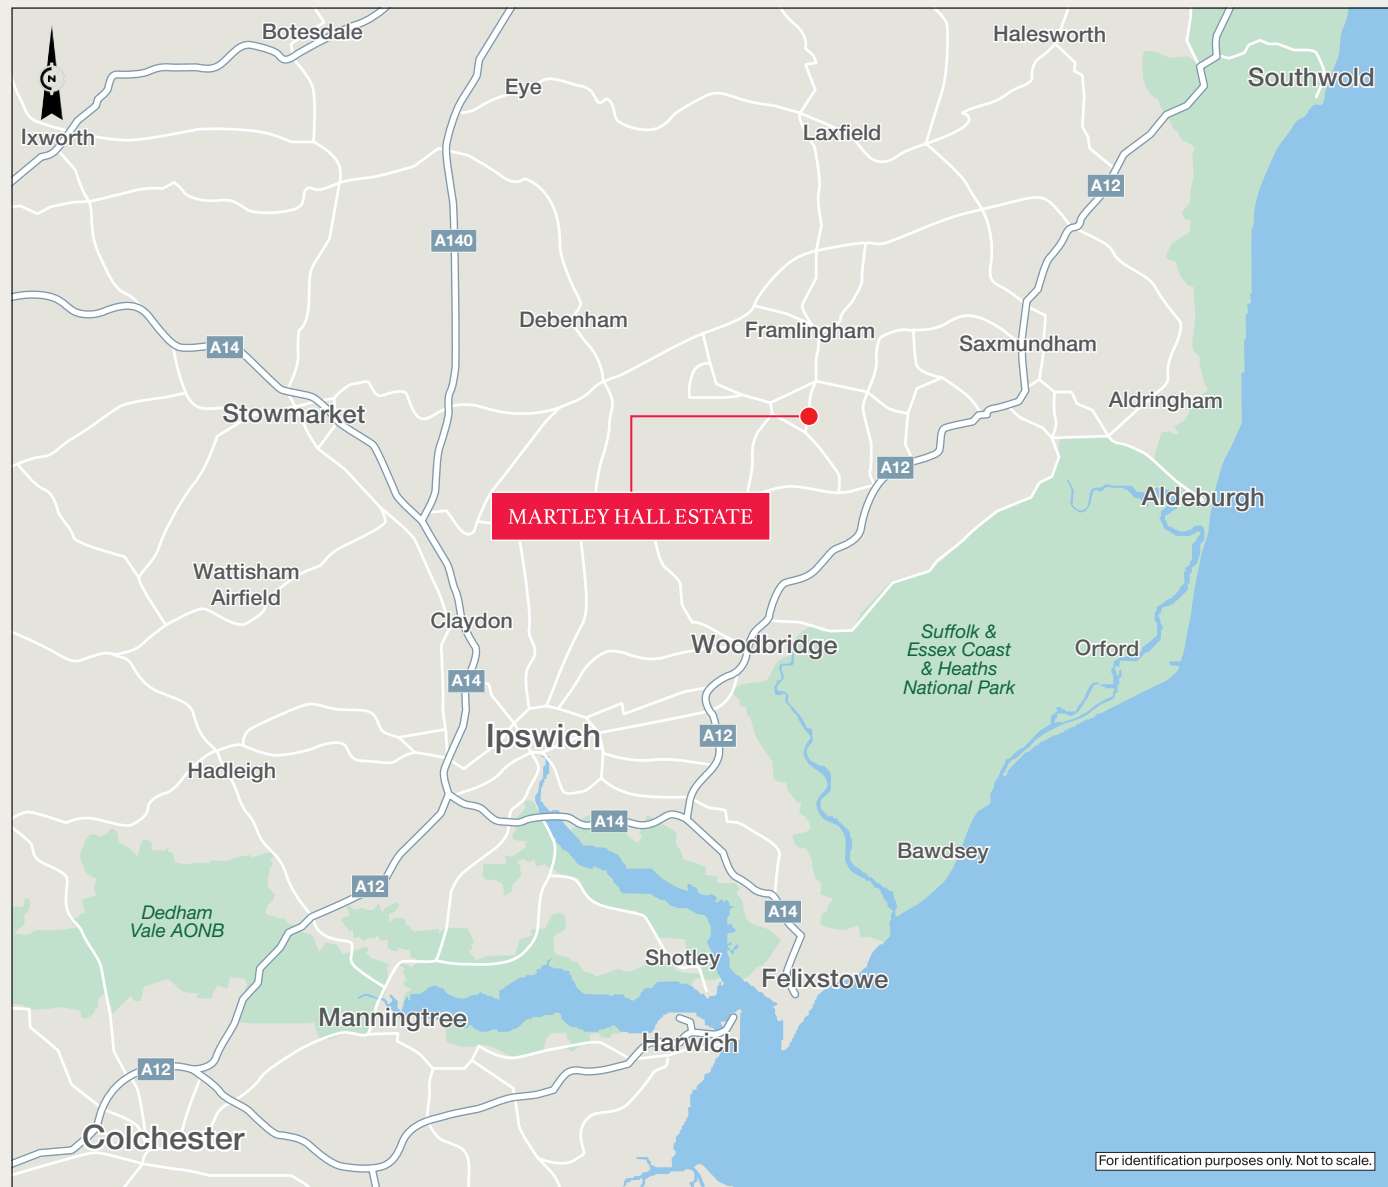 Botesdale
Halesworth
Southwold
N
Eye
Ixworth
Laxfield
A12
A140
Debenham
Framlingham
Saxmundham
A14
Stowmarket
Aldringham
A12
Aldeburgh
MARTLEY HALL ESTATE
Wattisham
Airfield
Claydon
Woodbridge
Suffolk &
Essex Coast
& Heaths
National Park
Orford
A14
Ipswich
A12
Hadleigh
A14
Bawdsey
A12
Dedham
Vale AONB
A14
Shotley
Felixstowe
Manningtree
Harwich
A12
Colchester
For identification purposes only. Not to scale.